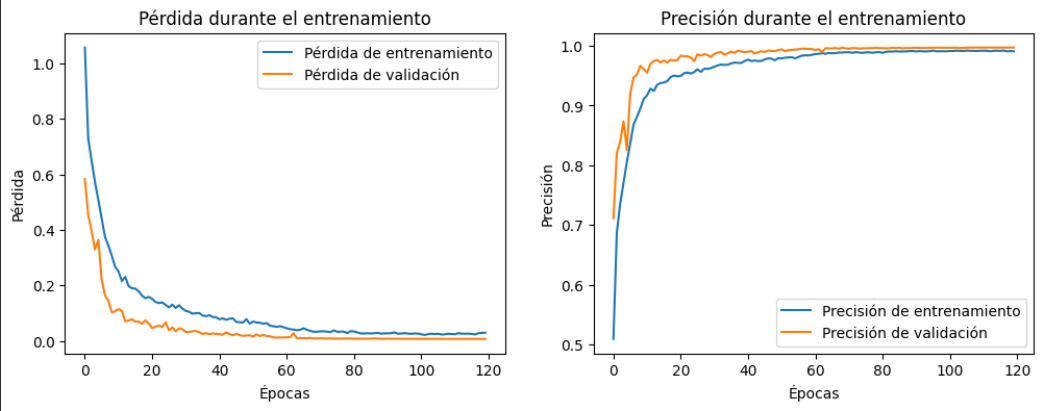 Pérdida durante el entrenamiento
Pérdida de entrenamiento
Pérdida de validación
Pérdida
1.0
0.8
0.6
0.4
0.2
0.0
0 20 40 60 80 100 120
Épocas
Precisión durante el entrenamiento
Precisión
1.0
0.9
0.8
0.7
0.6
0.5
Precisión de entrenamiento
Precisión de validación
0 20 40 60 80 100 120
Épocas